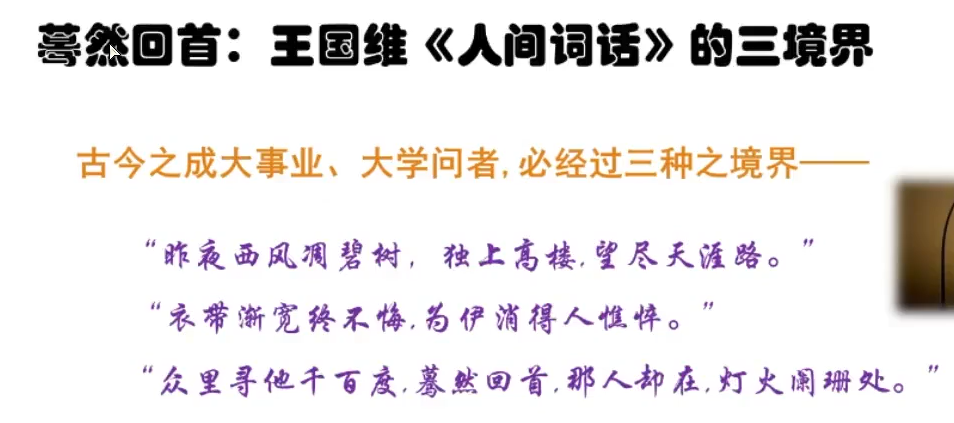 蓦然回首：王国维《人间词话》的三境界
古今之成大事业、大学问者,必经过三种之境界——
“昨夜西风凋碧树，独上高楼,望尽天涯路。”
“衣带渐宽终不悔,为伊消得人憔悴。”
“众里寻他千百度,蓦然回首,那人却在,灯火阑珊处。”